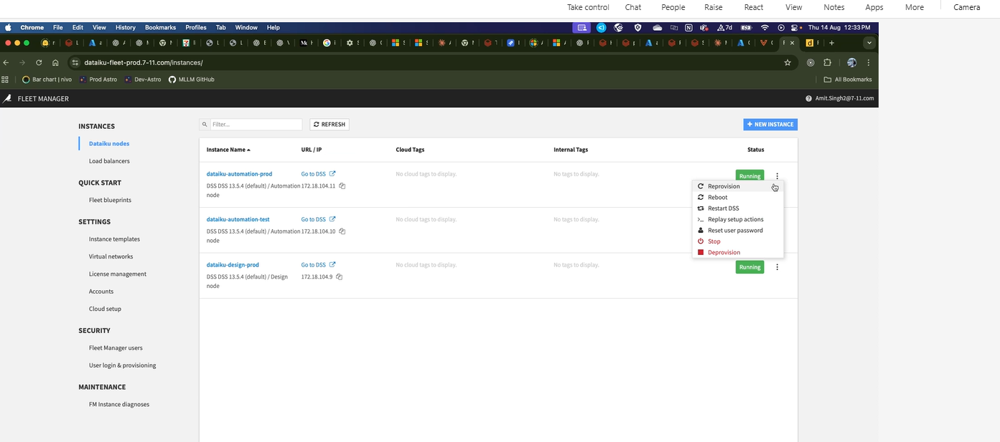 Take control Chat People Raise React View Notes Apps More Camera
Chrome File Edit View History Bookmarks Profiles Tab Window Help 7d Thu 14 Aug 12:33 PM
dataiku-fleet-prod.7-11.com/instances/
Bar chart | nivo Prod Astro Dev-Astro MLLM GitHub All Bookmarks
FLEET MANAGER Amit.Singh2@7-11.com
INSTANCES
Dataiku nodes
Load balancers
QUICK START
Fleet blueprints
SETTINGS
Instance templates
Virtual networks
License management
Accounts
Cloud setup
SECURITY
Fleet Manager users
User login & provisioning
MAINTENANCE
FM Instance diagnoses
Filter... REFRESH + NEW INSTANCE
Instance Name URL / IP Cloud Tags Internal Tags Status
dataiku-automation-prod Go to DSS No cloud tags to display. No tags to display. Running
DSS DSS 13.5.4 (default) / Automation 172.18.104.11
node
dataiku-automation-test Go to DSS No cloud tags to display. No tags to display.
DSS DSS 13.5.4 (default) / Automation 172.18.104.10
node
dataiku-design-prod Go to DSS No cloud tags to display. No tags to display. Running
DSS DSS 13.5.4 (default) / Design 172.18.104.9
node
Reprovision
Reboot
Restart DSS
Replay setup actions
Reset user password
Stop
Deprovision